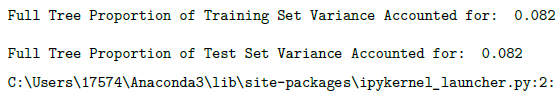 Full Tree Proportion of Training Set Variance Accounted for:  0.082
Full Tree Proportion of Test Set Variance Accounted for:  0.082
C:\Users\17574\Anaconda3\lib\site-packages\ipykernel_launcher.py:2: